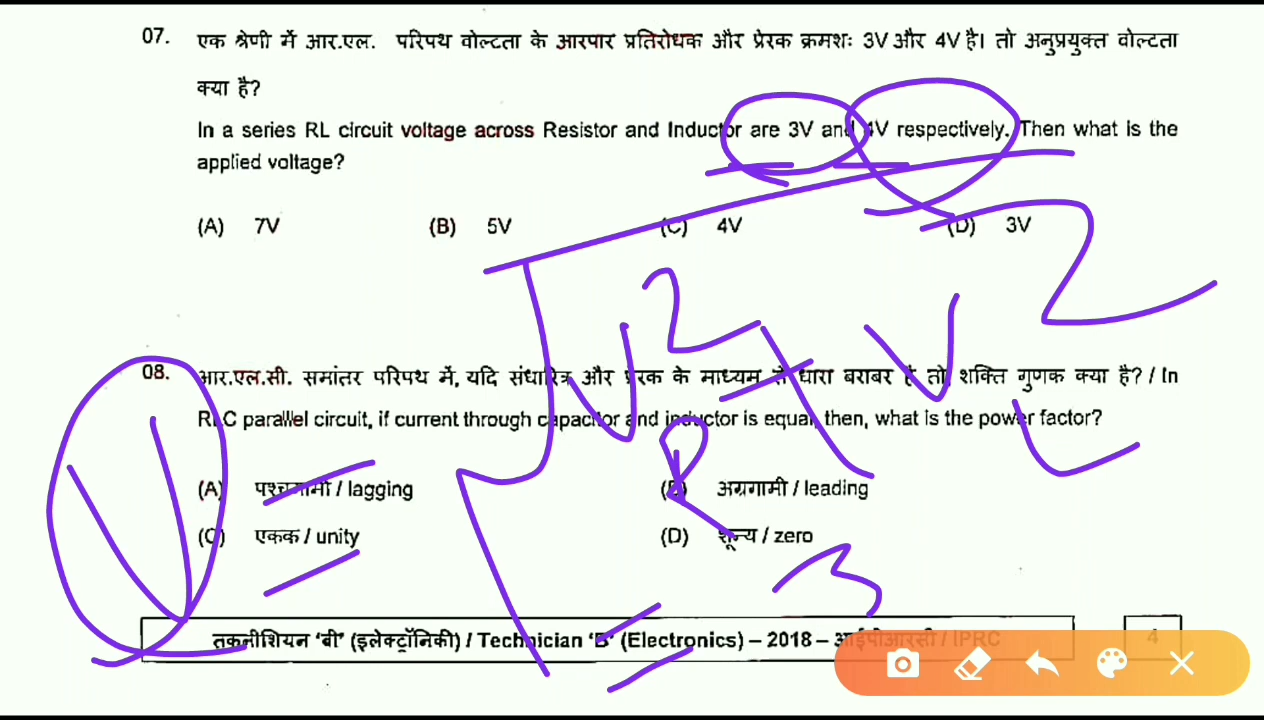 07. एक श्रेणी में आर.एल. परिपथ वोल्टता के आरपार प्रतिरोधक और प्रेरक क्रमशः 3V और 4V है। तो अनुप्रयुक्त वोल्टता
क्या है?
In a series RL circuit voltage across Resistor and Inductor are 3V and 4V respectively. Then what is the
applied voltage?
(A) 7V (B) 5V (C) 4V (D) 3V
08. आर.एल.सी. समांतर परिपथ में, यदि संधारित्र और प्रेरक के माध्यम से धारा बराबर है तो, शक्ति गुणक क्या है? / In
RLC parallel circuit, if current through capacitor and inductor is equal, then, what is the power factor?
(A) पश्चगामी / lagging (B) अग्रगामी / leading
(C) एकक / unity (D) शून्य / zero
V = √ V R 2 + V L 2
= 3
तकनीशियन 'बी' (इलेक्ट्रॉनिकी) / Technician 'B' (Electronics) – 2018 – आईपीआरसी / IPRC 4